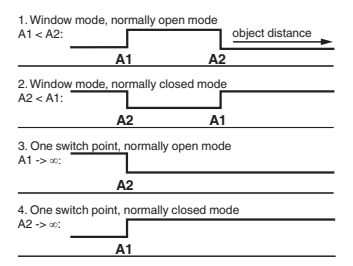 1. Window mode, normally open mode
A1 < A2:
object distance
A1 A2
2. Window mode, normally closed mode
A2 < A1:
A2 A1
3. One switch point, normally open mode
A1 -> ∞:
A2
4. One switch point, normally closed mode
A2 -> ∞:
A1